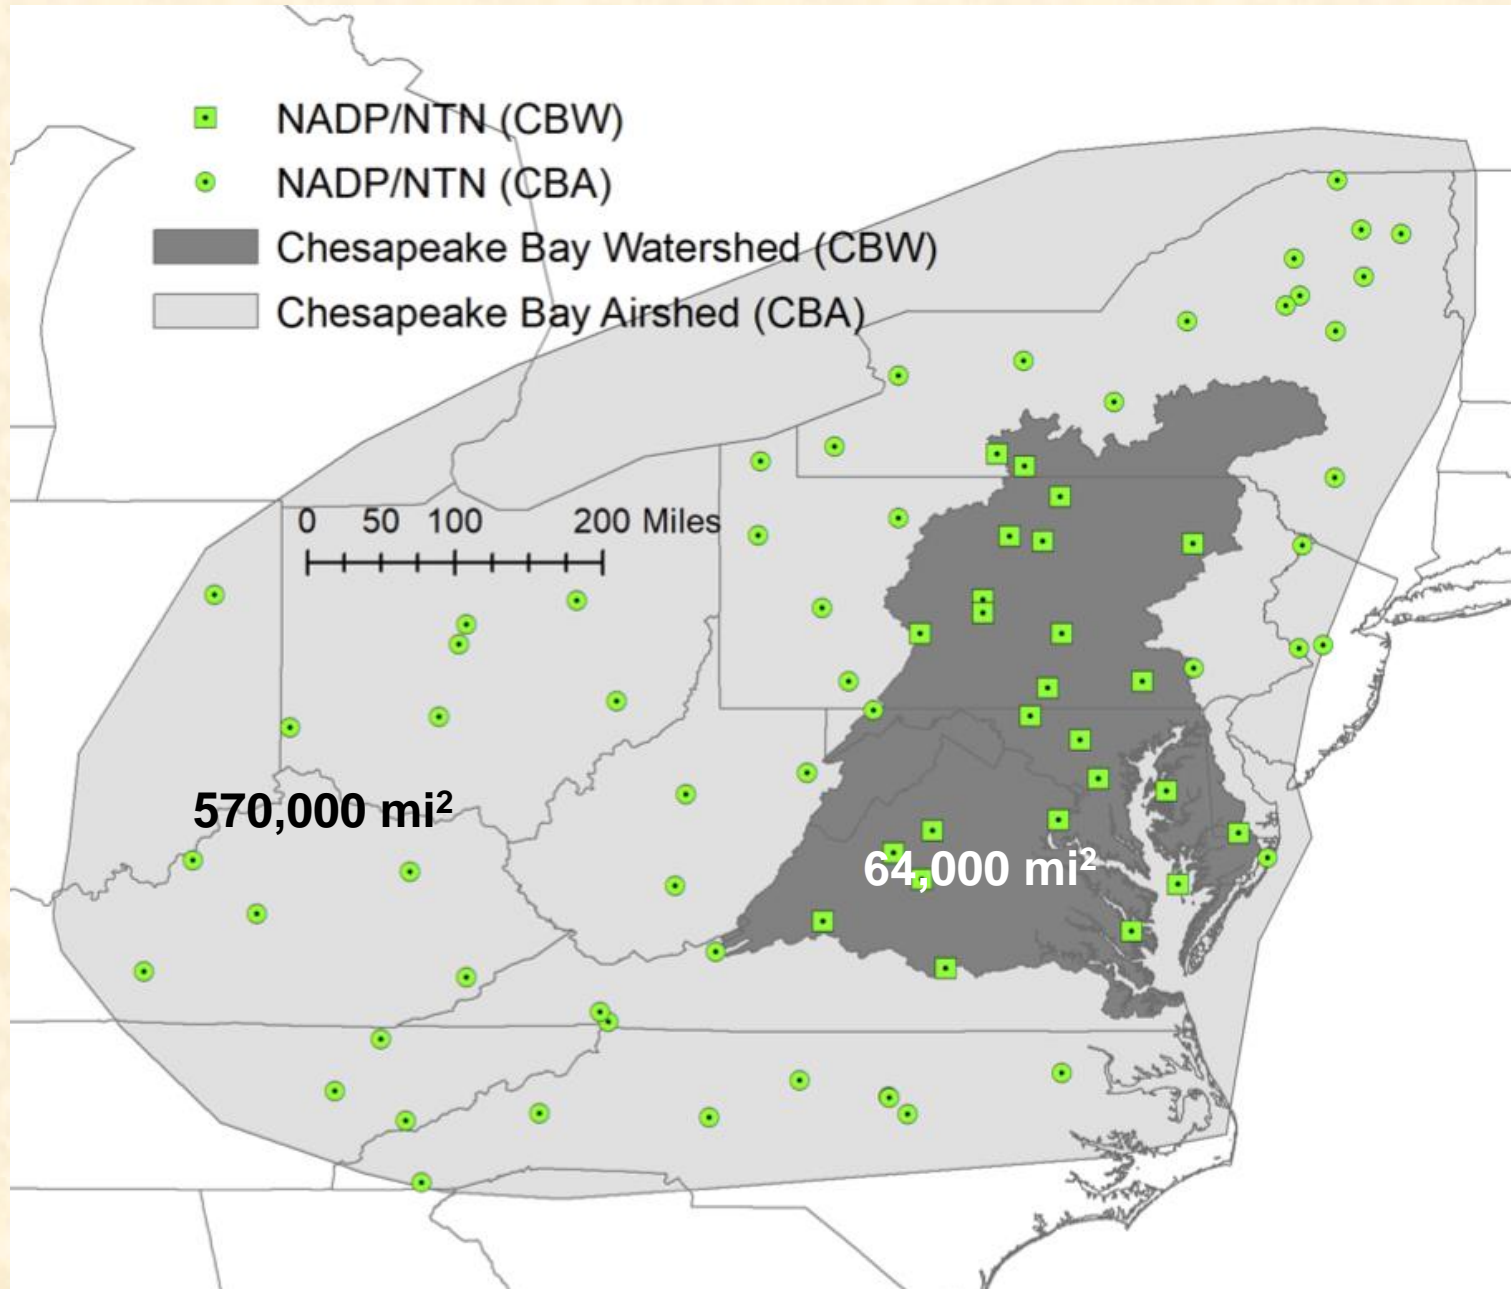 NADP/NTN (CBW)
NADP/NTN (CBA)
Chesapeake Bay Watershed (CBW)
Chesapeake Bay Airshed (CBA)
0 50 100 200 Miles
570,000 mi²
64,000 mi²